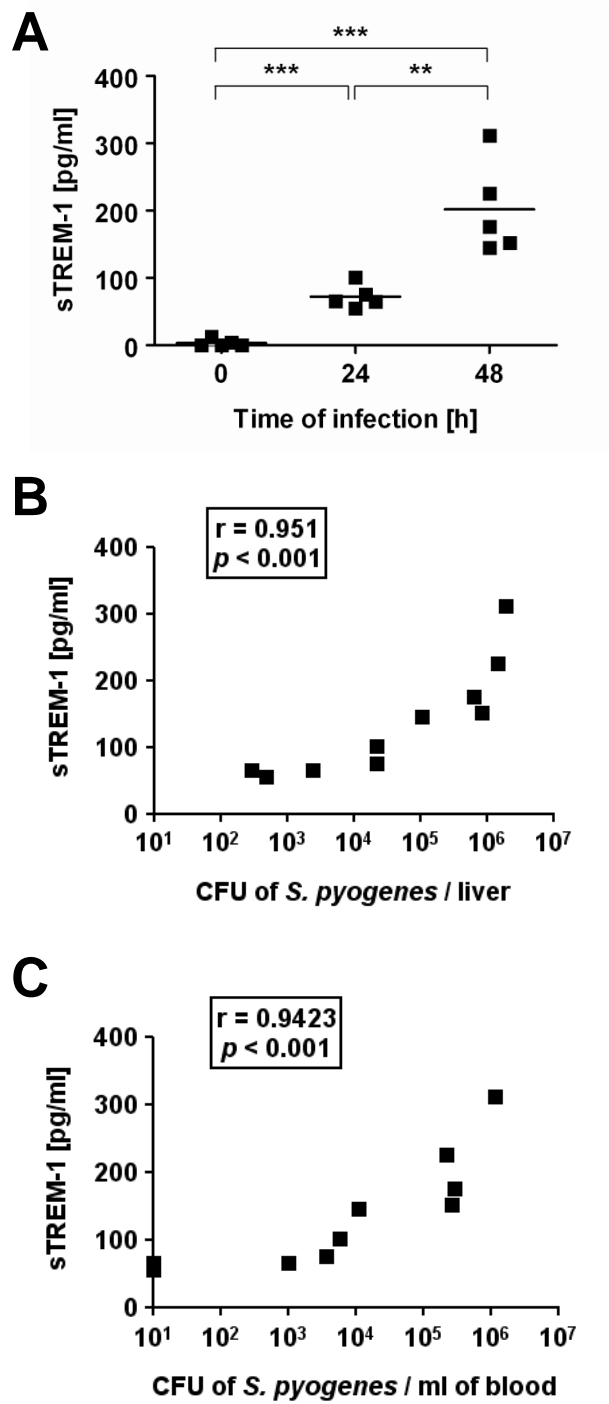 A
***
*** **
400
300
200
100
0
sTREM-1 [pg/ml]
0 24 48
Time of infection [h]
B
r = 0.951
p < 0.001
400
300
200
100
0
sTREM-1 [pg/ml]
10¹ 10² 10³ 10⁴ 10⁵ 10⁶ 10⁷
CFU of S. pyogenes / liver
C
r = 0.9423
p < 0.001
400
300
200
100
0
sTREM-1 [pg/ml]
10¹ 10² 10³ 10⁴ 10⁵ 10⁶ 10⁷
CFU of S. pyogenes / ml of blood